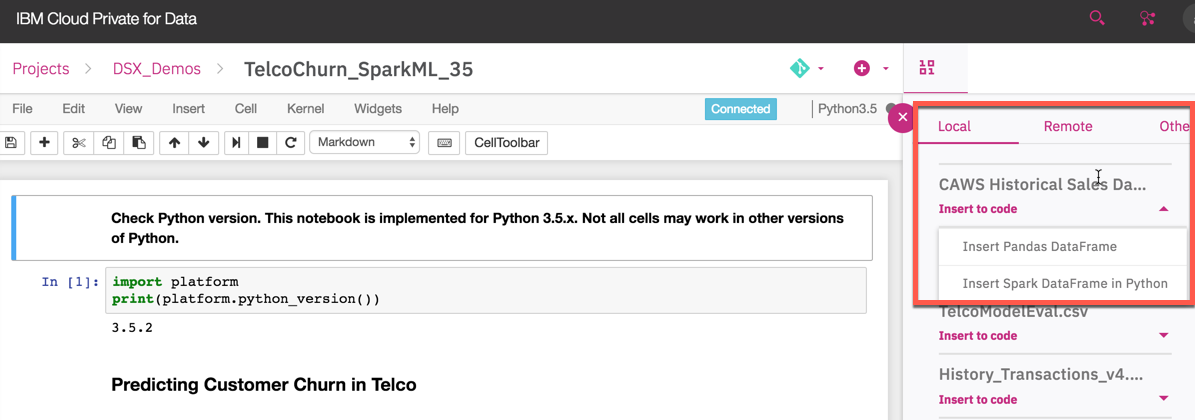 IBM Cloud Private for Data
Projects > DSX_Demos > TelcoChurn_SparkML_35
File Edit View Insert Cell Kernel Widgets Help Connected Python3.5
Markdown CellToolbar
Check Python version. This notebook is implemented for Python 3.5.x. Not all cells may work in other versions
of Python.
In [1]: import platform
print(platform.python_version())
3.5.2
Predicting Customer Churn in Telco
Local Remote Othe
CAWS Historical Sales Da...
Insert to code
Insert Pandas DataFrame
Insert Spark DataFrame in Python
TelcoModelEval.csv
Insert to code
History_Transactions_v4....
Insert to code